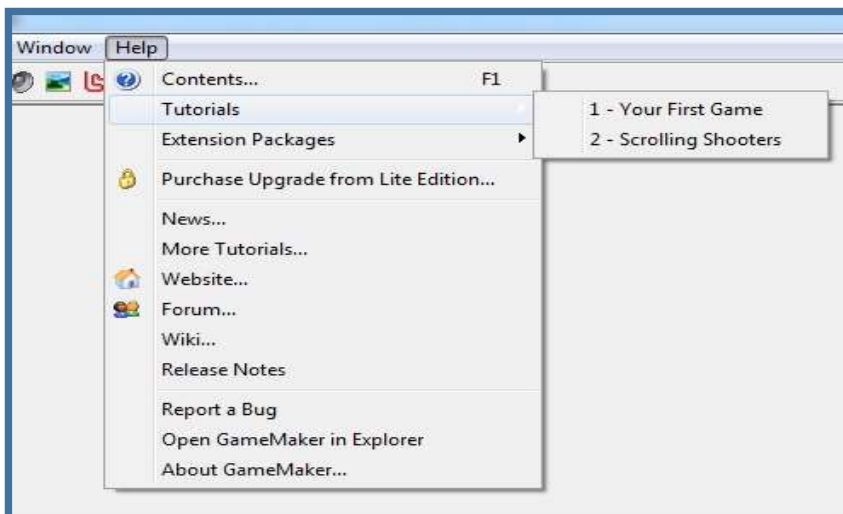 Window Help
Contents... F1
Tutorials
1 - Your First Game
Extension Packages
2 - Scrolling Shooters
Purchase Upgrade from Lite Edition...
News...
More Tutorials...
Website...
Forum...
Wiki...
Release Notes
Report a Bug
Open GameMaker in Explorer
About GameMaker...